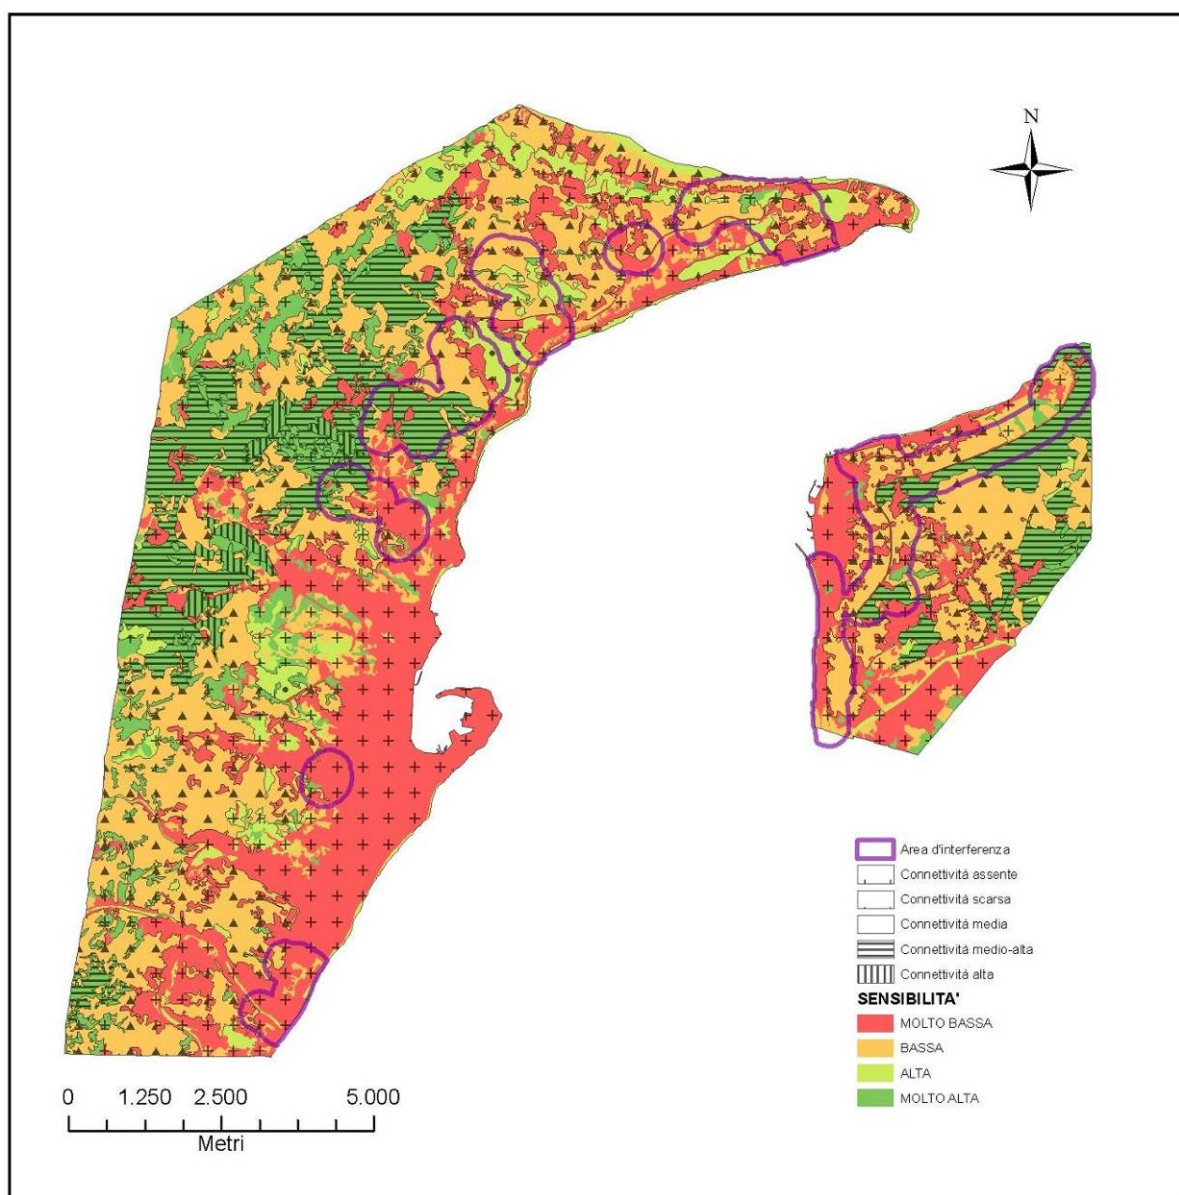 N
Area d'interferenza
Connettività assente
Connettività scarsa
Connettività media
Connettività medio-alta
Connettività alta
SENSIBILITA'
MOLTO BASSA
BASSA
ALTA
MOLTO ALTA
0 1.250 2.500 5.000
Metri